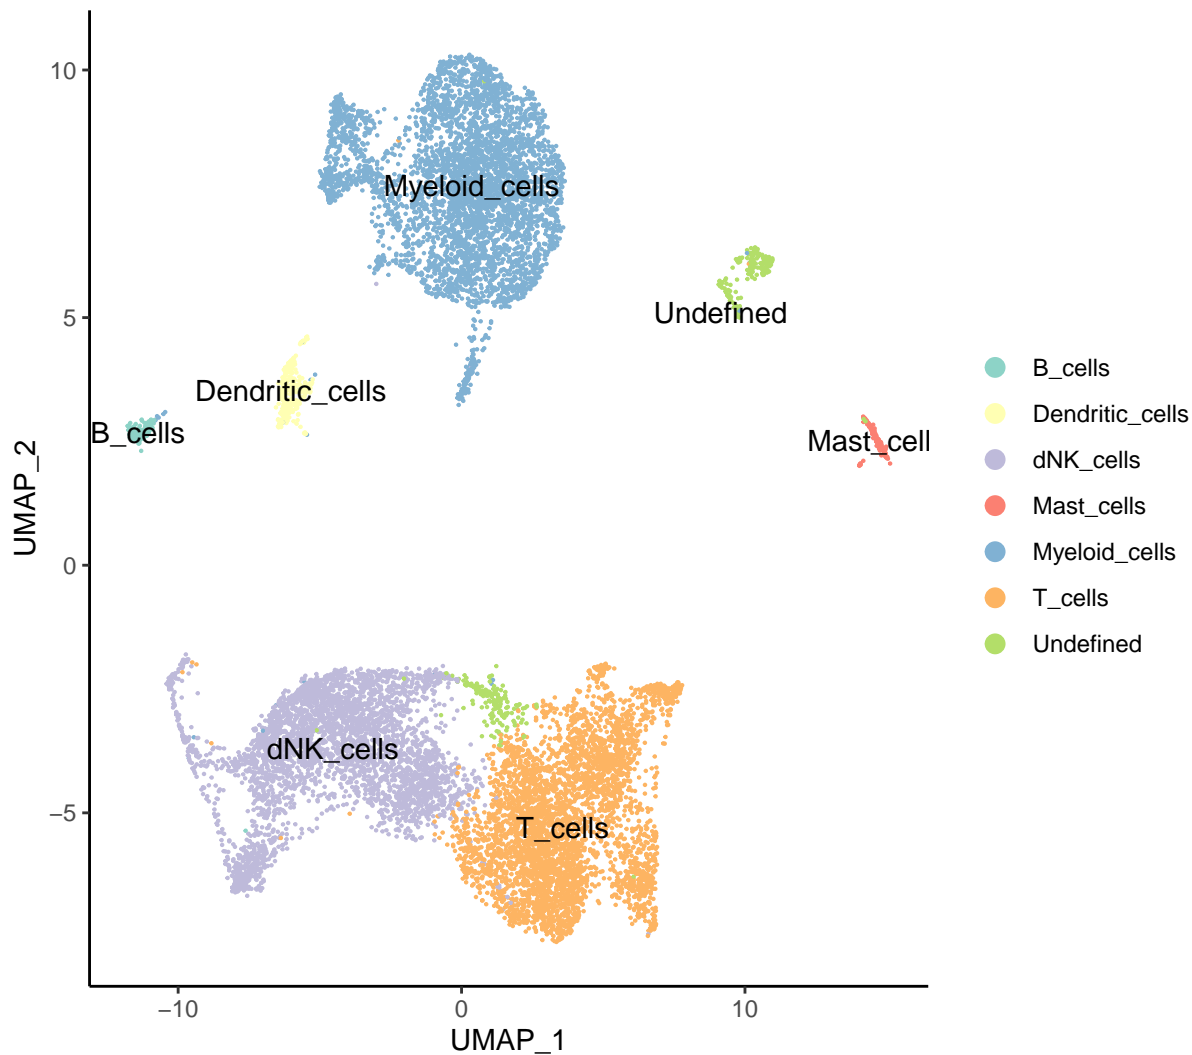 10
5
0
−5
−10
0
10
UMAP_2
UMAP_1
Myeloid_cells
Undefined
Dendritic_cells
B_cells
Mast_cell
dNK_cells
T_cells
B_cells
Dendritic_cells
dNK_cells
Mast_cells
Myeloid_cells
T_cells
Undefined